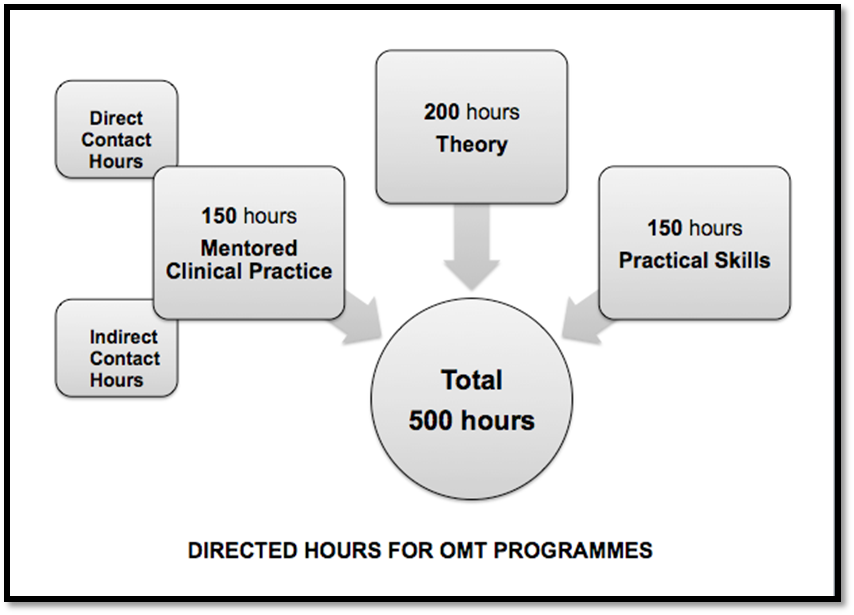 Direct
Contact
Hours
150 hours
Mentored
Clinical Practice
Indirect
Contact
Hours
200 hours
Theory
150 hours
Practical Skills
Total
500 hours
DIRECTED HOURS FOR OMT PROGRAMMES